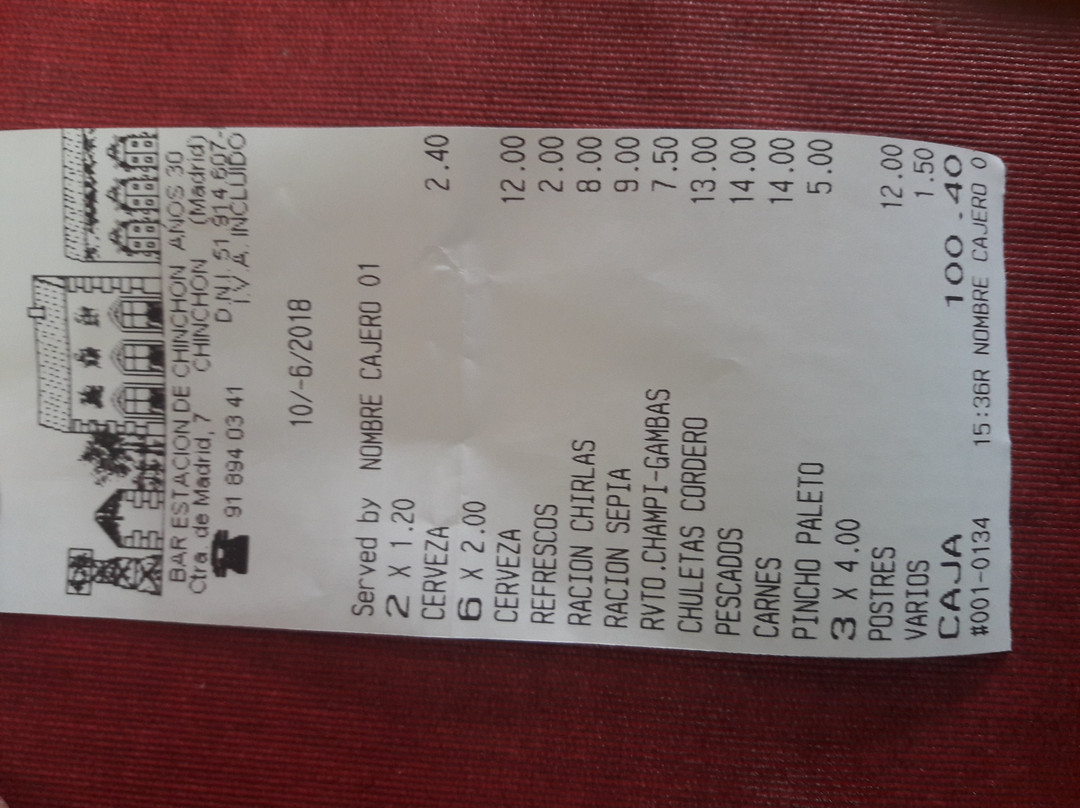 BAR ESTACION DE CHINCHON AÑOS 30
Ctra. de Madrid, 7 CHINCHON (Madrid)
D.N.I. 51.914.607-
91 894 03 41 I.V.A. INCLUIDO
10/-6/2018
Served by NOMBRE CAJERO 01
2 X 1.20
CERVEZA 2.40
6 X 2.00
CERVEZA 12.00
REFRESCOS 2.00
RACION CHIRLAS 8.00
RACION SEPIA 9.00
RVTO.CHAMPI-GAMBAS 7.50
CHULETAS CORDERO 13.00
PESCADOS 14.00
CARNES 14.00
PINCHO PALETO 5.00
3 X 4.00
POSTRES 12.00
VARIOS 1.50
CAJA 100.40
#001-0134 15:36R NOMBRE CAJERO 0